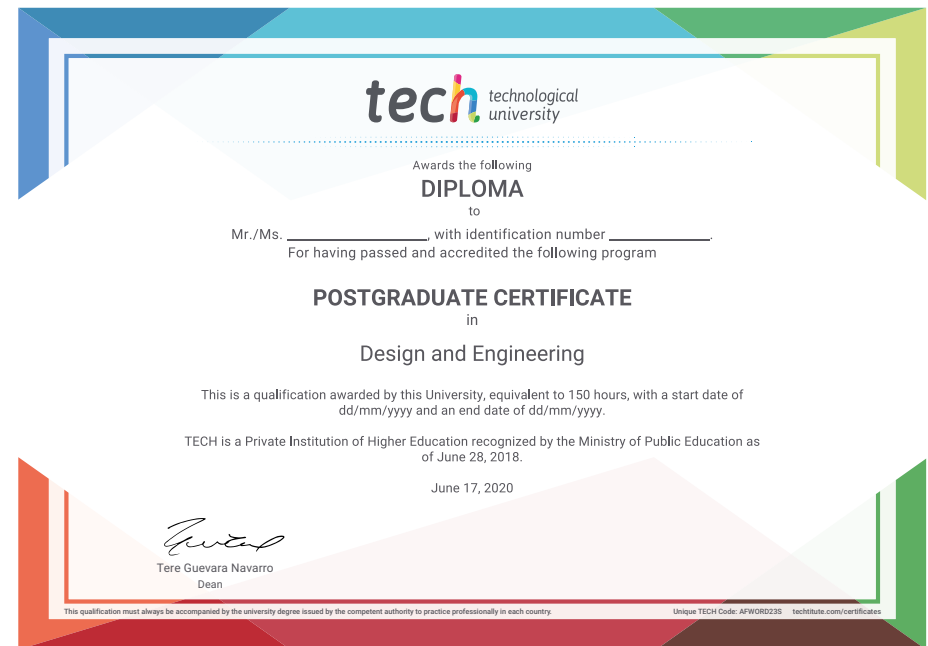 tech technological
university
Awards the following
DIPLOMA
to
Mr./Ms. ____________________, with identification number ______________.
For having passed and accredited the following program
POSTGRADUATE CERTIFICATE
in
Design and Engineering
This is a qualification awarded by this University, equivalent to 150 hours, with a start date of
dd/mm/yyyy and an end date of dd/mm/yyyy.
TECH is a Private Institution of Higher Education recognized by the Ministry of Public Education as
of June 28, 2018.
June 17, 2020
Tere Guevara Navarro
Dean
This qualification must always be accompanied by the university degree issued by the competent authority to practice professionally in each country.
Unique TECH Code: AFWORD23S techtitute.com/certificates